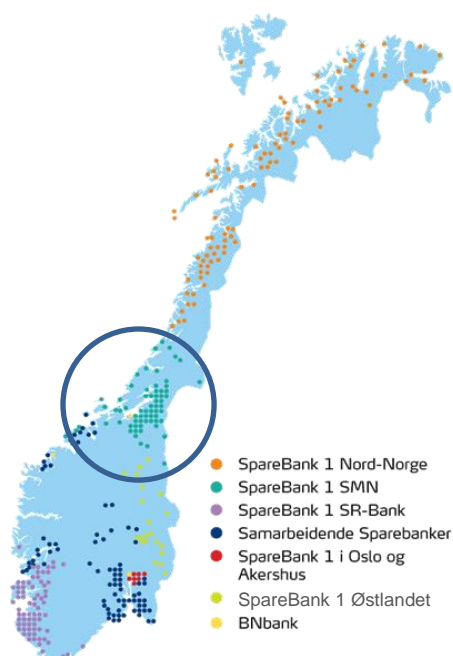 SpareBank 1 Nord-Norge
SpareBank 1 SMN
SpareBank 1 SR-Bank
Samarbeidende Sparebanker
SpareBank 1 i Oslo og
Akershus
SpareBank 1 Østlandet
BNbank